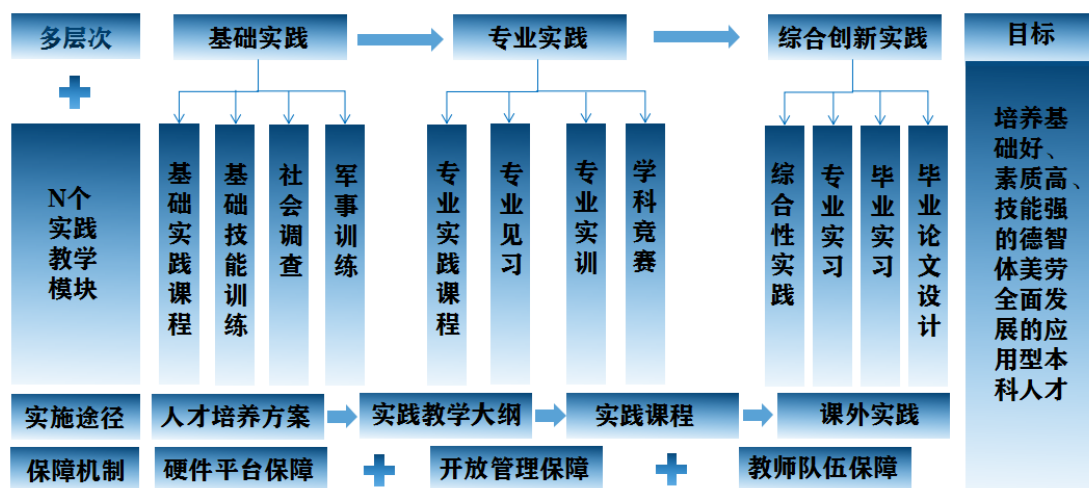 多层次
基础实践
专业实践
综合创新实践
目标
N个
实践
教学
模块
基础实践课程
基础技能训练
社会调查
军事训练
专业实践课程
专业见习
专业实训
学科竞赛
综合性实践
专业实习
毕业实习
毕业论文设计
培养基
础好、
素质高、
技能强
的德智
体美劳
全面发
展的应
用型本
科人才
实施途径
人才培养方案
实践教学大纲
实践课程
课外实践
保障机制
硬件平台保障
开放管理保障
教师队伍保障